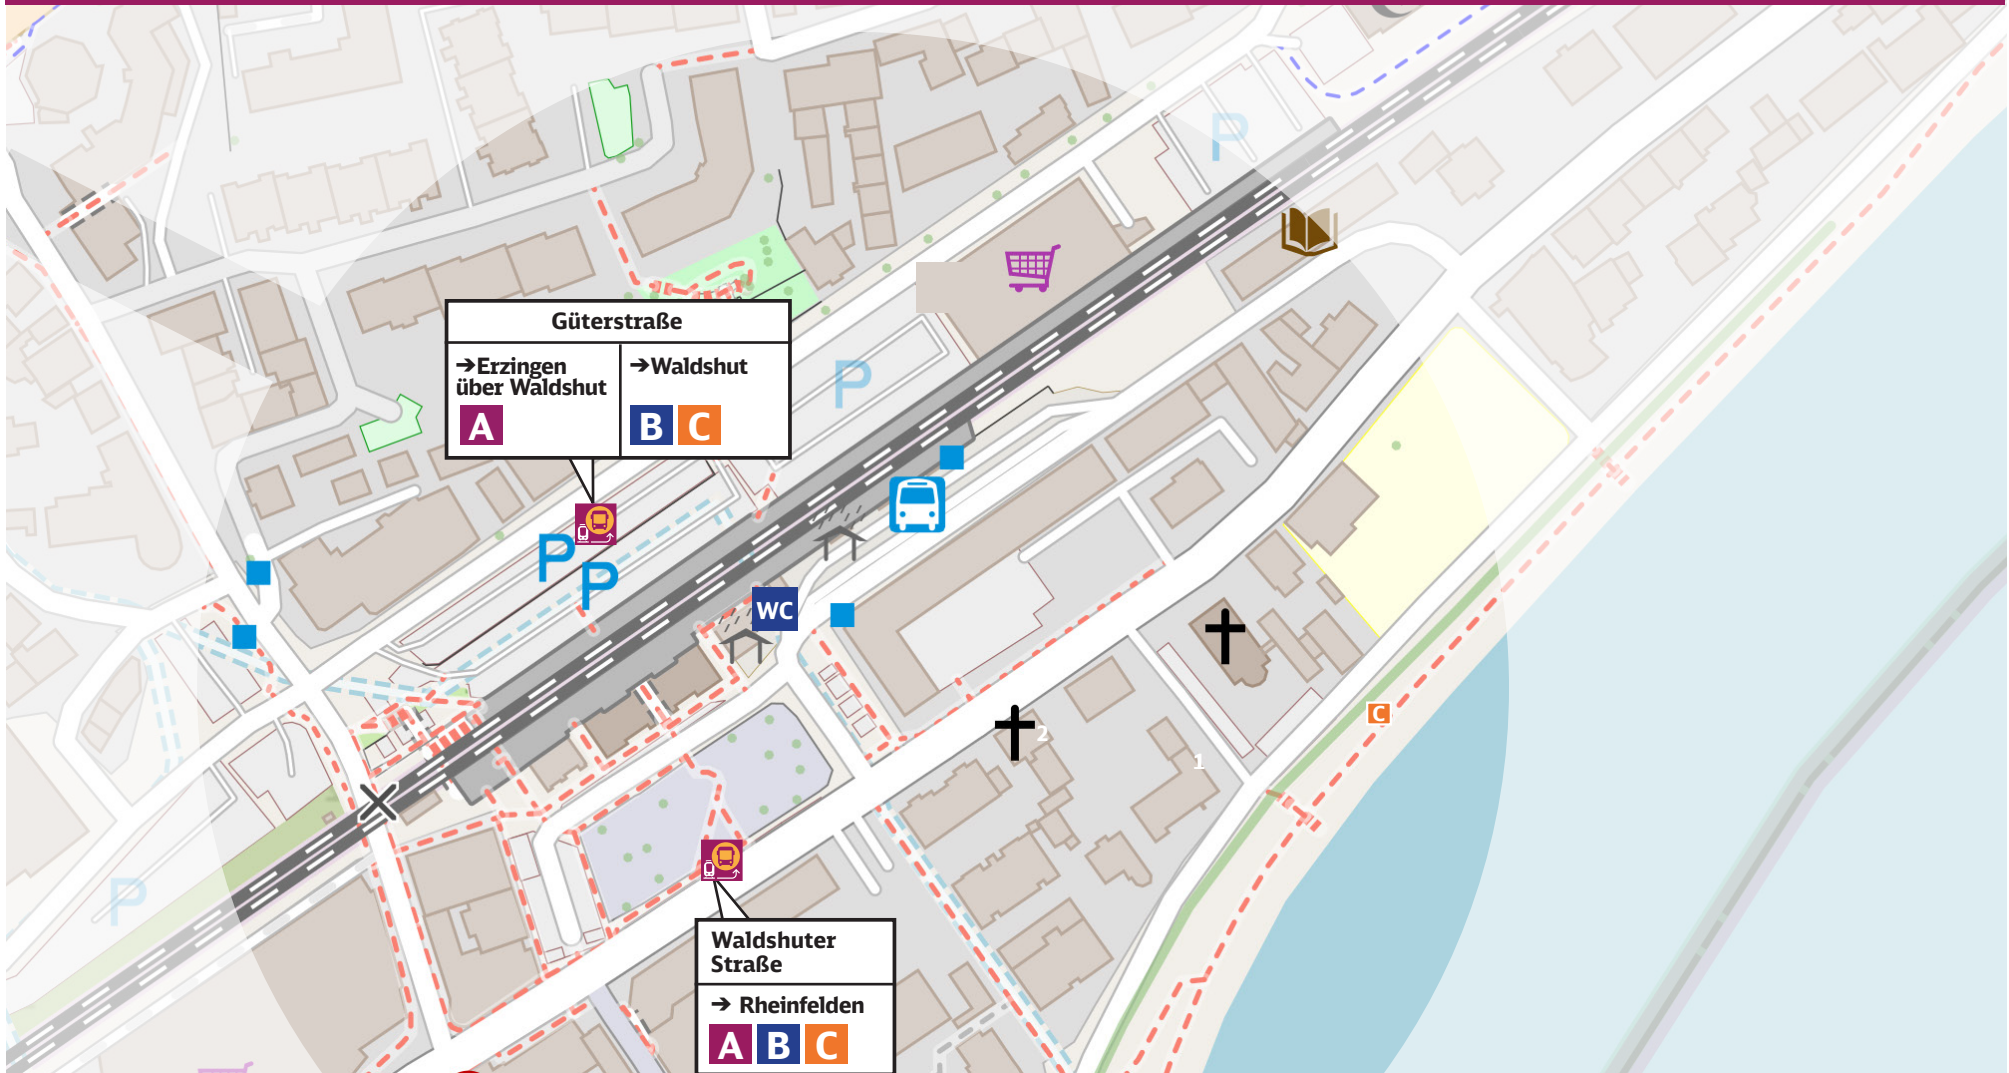 P
Güterstraße
➔Erzingen
über Waldshut
A
➔Waldshut
B C
P
P
P
WC
C
2
1
P
Waldshuter
Straße
➔ Rheinfelden
A B C